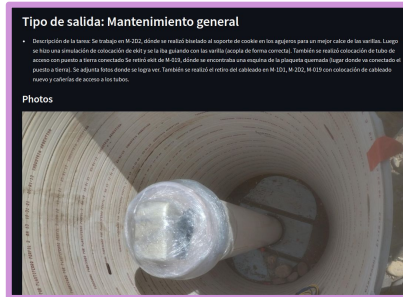 Tipo de salida: Mantenimiento general
• Descripción de la tarea: Se trabajo en M-2D2, dónde se realizó biselado al soporte de cookie en los agujeros para un mejor calce de las varillas. Luego
se hizo una simulación de colocación de ekit y se la iba guiando con las varilla (acopla de forma correcta). También se realizó colocación de tubo de
acceso con puesto a tierra conectado Se retiró ekit de M-019, dónde se encontraba una esquina de la plaqueta quemada (lugar donde va conectado el
puesto a tierra). Se adjunta fotos donde se logra ver. También se realizó el retiro del cableado en M-1D1, M-2D2, M-019 con colocación de cableado
nuevo y cañerías de acceso a los tubos.
Photos